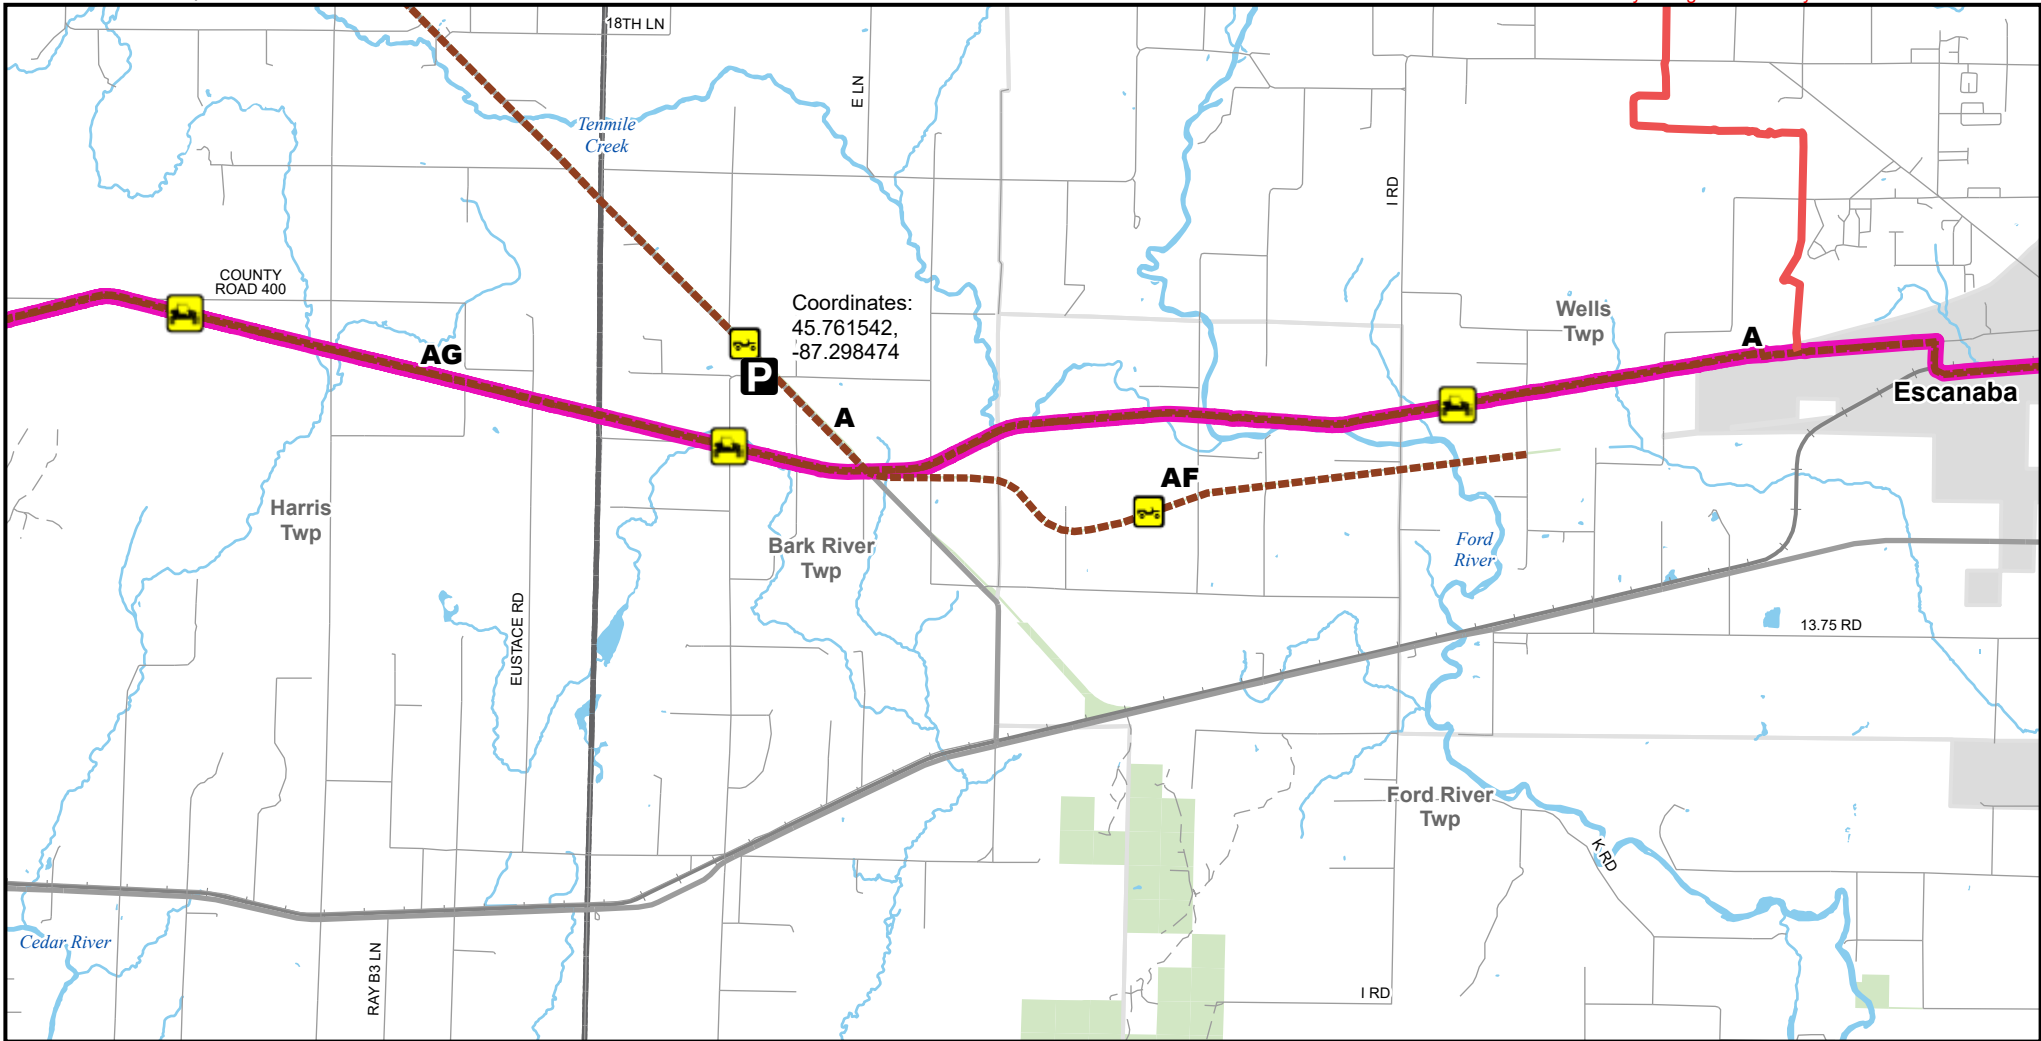 18TH LN
E LN
Tenmile
Creek
I RD
COUNTY
ROAD 400
Coordinates:
45.761542,
-87.298474
Wells
Twp
A
AG
P
Escanaba
A
AF
Harris
Twp
Bark River
Twp
Ford
River
EUSTACE RD
13.75 RD
Ford River
Twp
K RD
Cedar River
RAY B3 LN
I RD